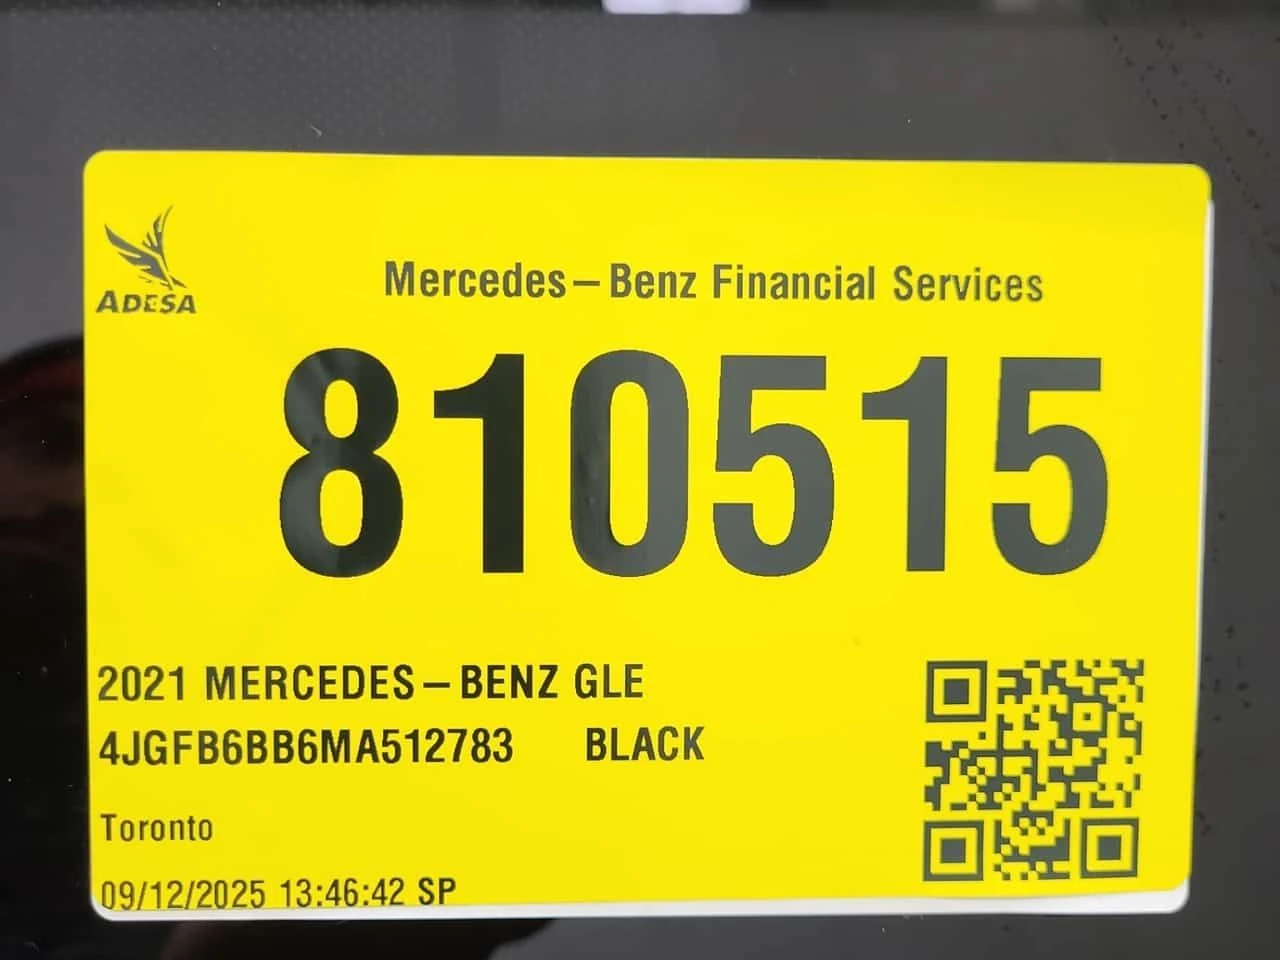 ADESA
Mercedes-Benz Financial Services
810515
2021 MERCEDES-BENZ GLE
4JGFB6BB6MA512783 BLACK
Toronto
09/12/2025 13:46:42 SP